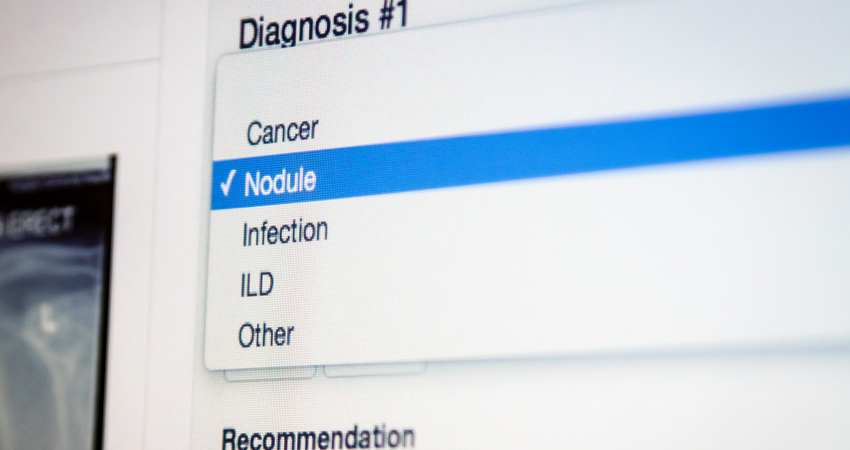 Diagnosis #1
Cancer
✓ Nodule
Infection
ILD
Other
Recommendation
ERECT
L